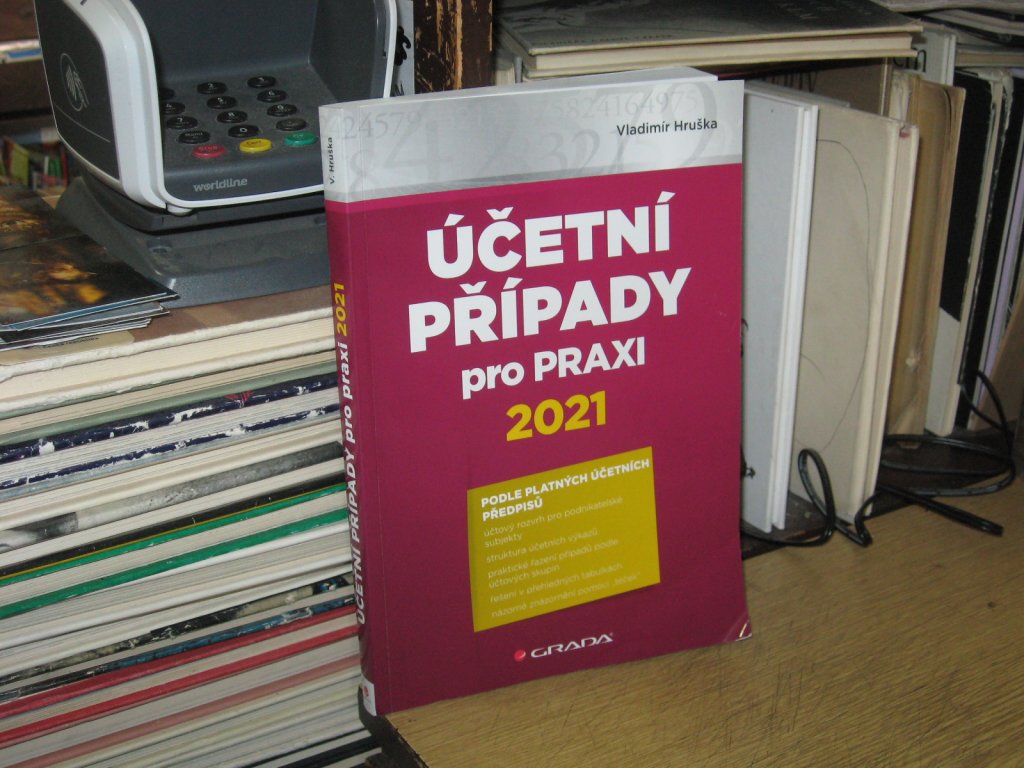 worldline
V. Hruška
ÚČETNÍ PŘÍPADY pro praxi 2021
Vladimír Hruška
ÚČETNÍ
PŘÍPADY
pro PRAXI
2021
PODLE PLATNÝCH ÚČETNÍCH
PŘEDPISŮ
účtový rozvrh pro podnikatelské
subjekty
struktura účetních výkazů
praktické řazení případů podle
účtových skupin
řešení v přehledných tabulkách
názorné znázornění pomocí „téček“
GRADA